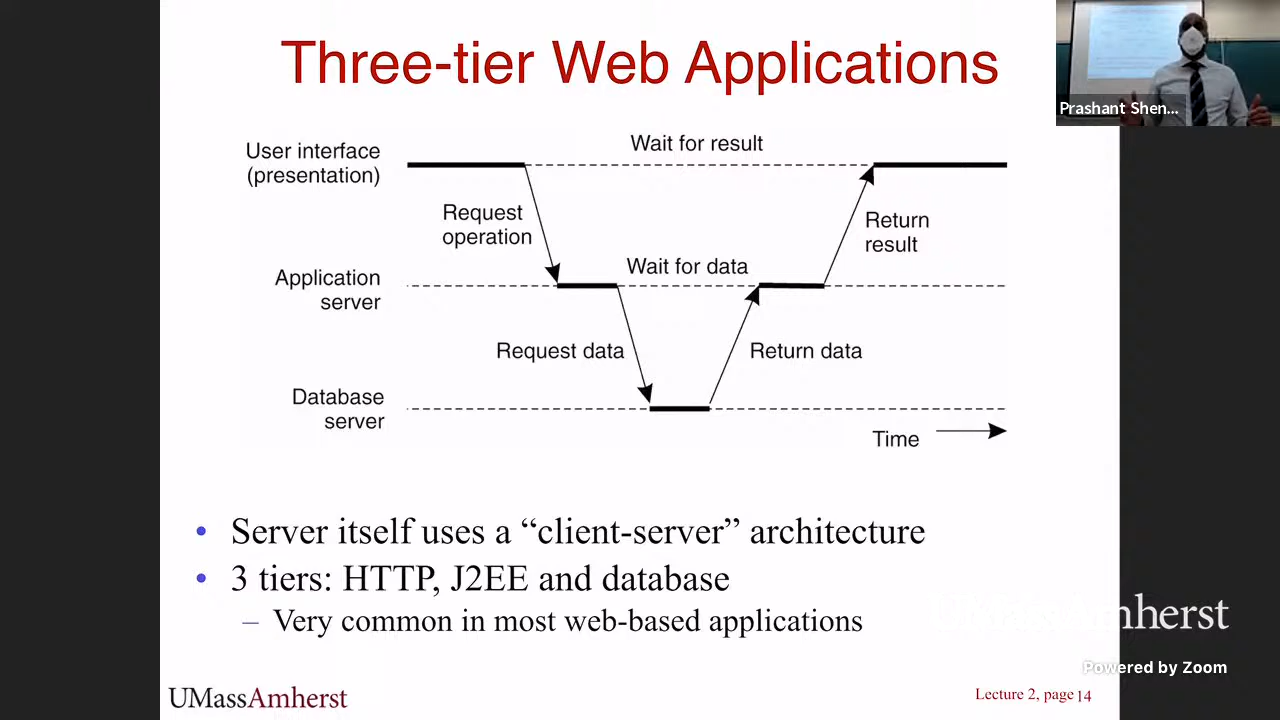 Three-tier Web Applications
Prashant Shen...
User interface
(presentation)
Wait for result
Request
operation
Return
result
Application
server
Wait for data
Request data
Return data
Database
server
Time
• Server itself uses a “client-server” architecture
• 3 tiers: HTTP, J2EE and database
– Very common in most web-based applications
UMassAmherst
Powered by Zoom
UMassAmherst
Lecture 2, page 14